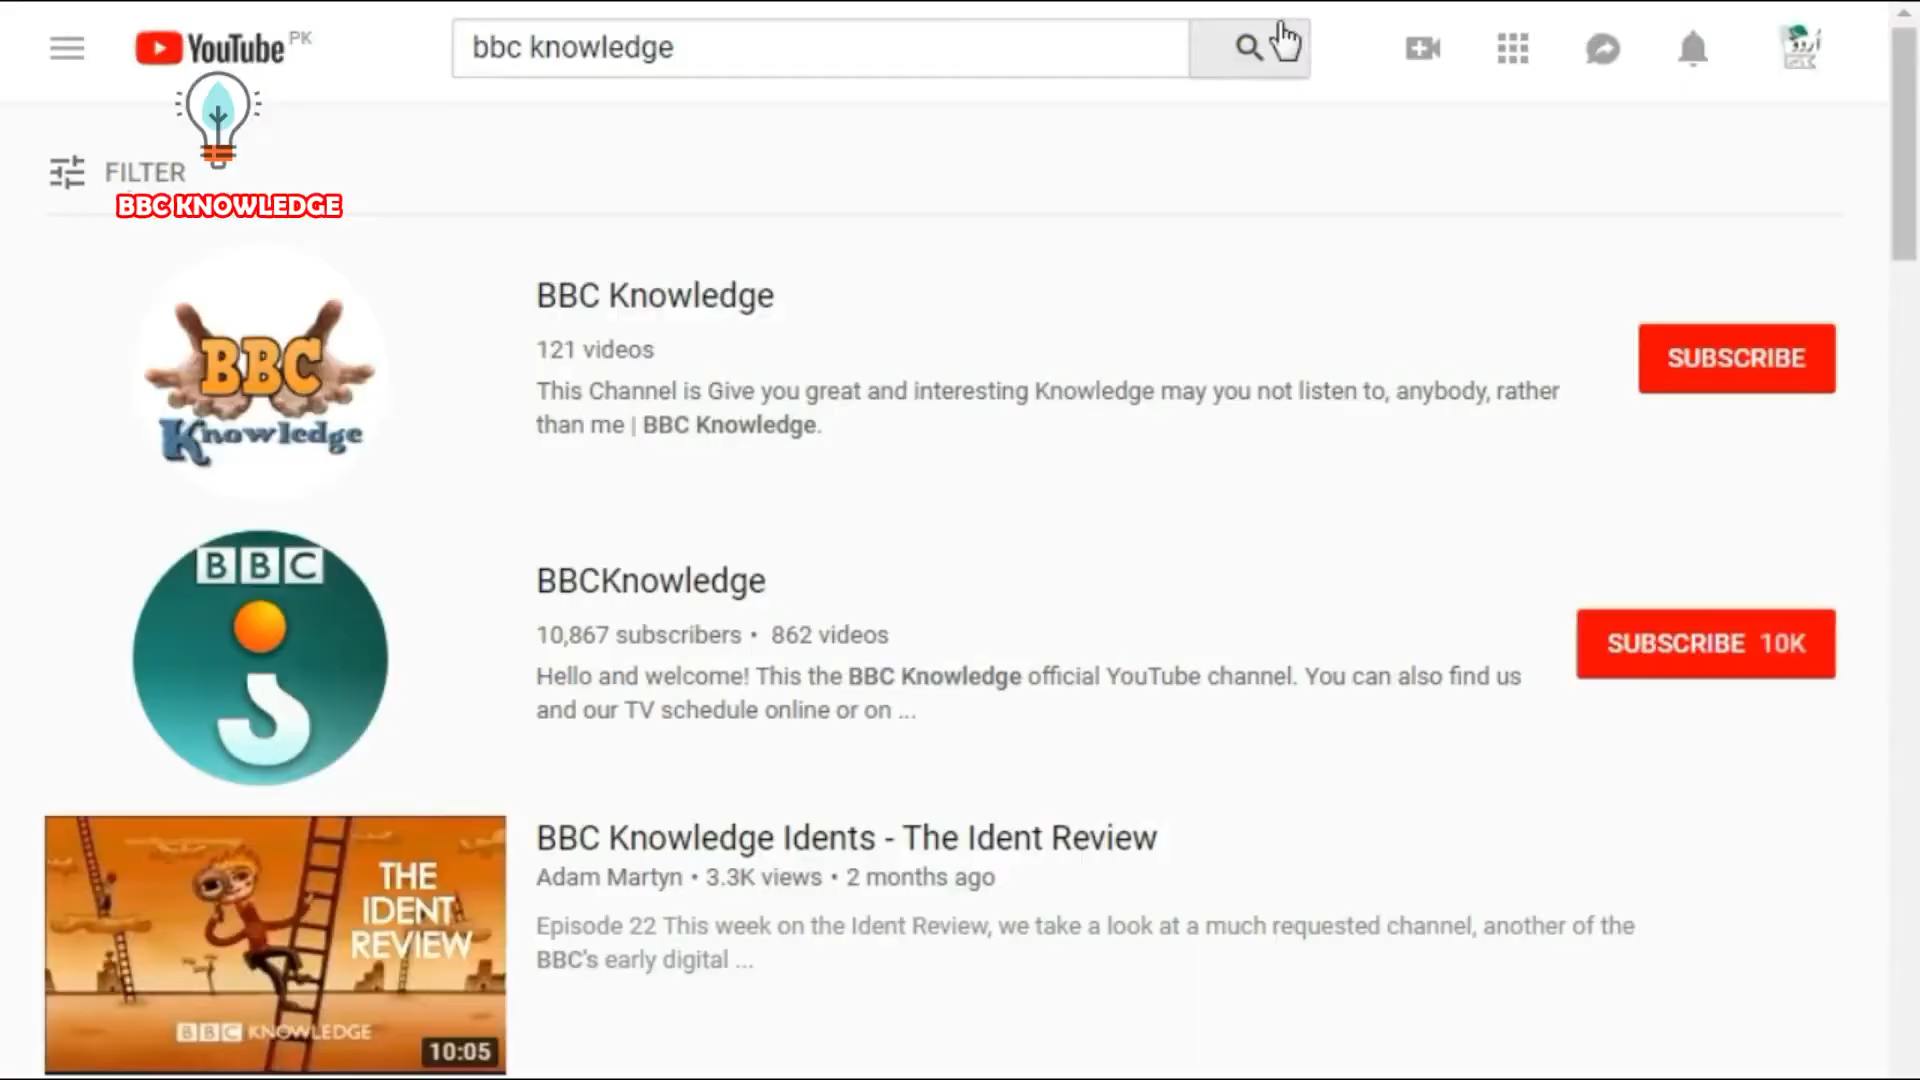 YouTube PK
bbc knowledge
FILTER
BBC KNOWLEDGE
BBC
Knowledge
BBC Knowledge
121 videos
SUBSCRIBE
This Channel is Give you great and interesting Knowledge may you not listen to, anybody, rather
than me | BBC Knowledge.
BBC
BBCKnowledge
10,867 subscribers • 862 videos
SUBSCRIBE 10K
Hello and welcome! This the BBC Knowledge official YouTube channel. You can also find us
and our TV schedule online or on ...
THE
IDENT
REVIEW
BBC KNOWLEDGE
10:05
BBC Knowledge Idents - The Ident Review
Adam Martyn • 3.3K views • 2 months ago
Episode 22 This week on the Ident Review, we take a look at a much requested channel, another of the
BBC's early digital ...